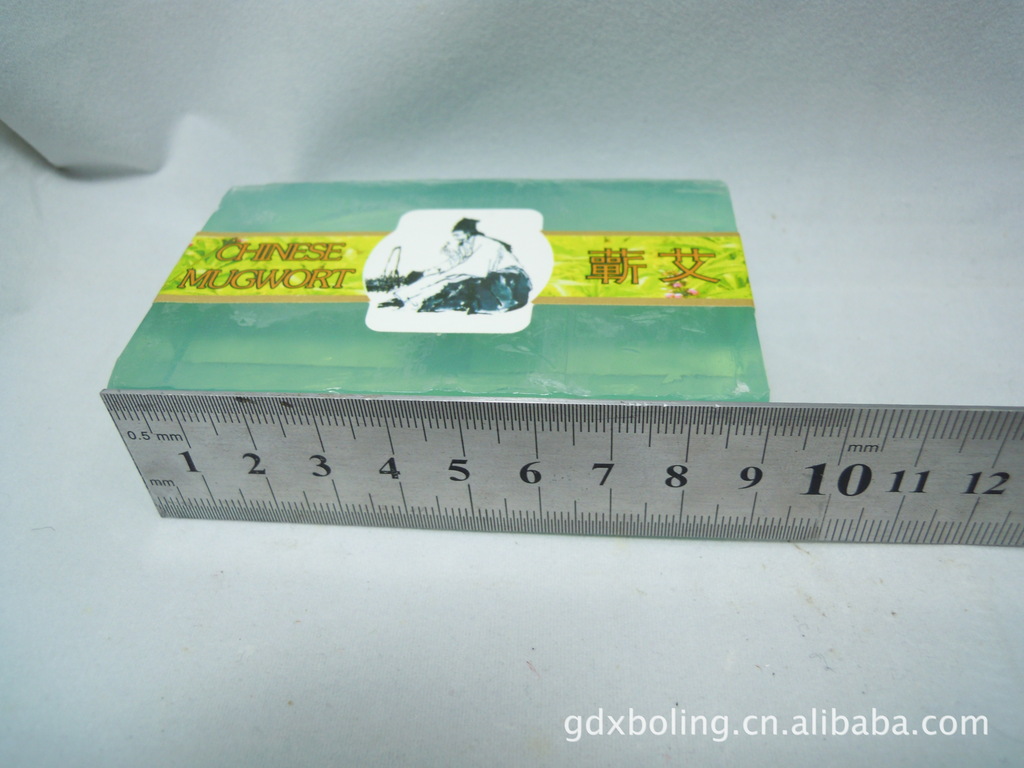 CHINESE
MUGWORT
蕲艾
0.5 mm
mm
1 2 3 4 5 6 7 8 9 10 11 12
mm
gdxboling.cn.alibaba.com